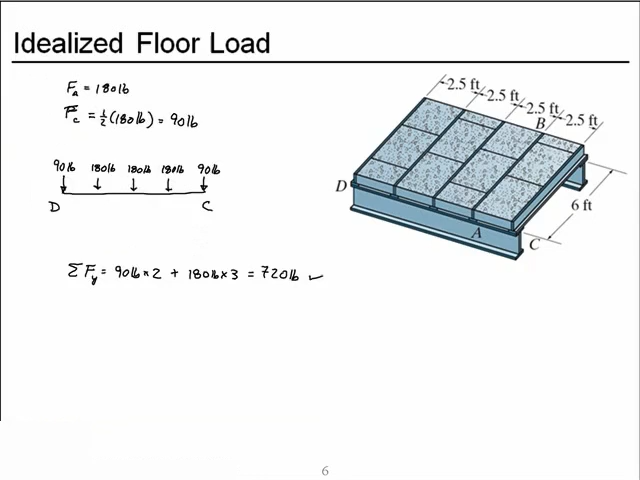 Idealized Floor Load
F_A = 180 lb
F_C = ½(180 lb) = 90 lb
90 lb 180 lb 180 lb 180 lb 90 lb
D C
ΣF_y = 90 lb × 2 + 180 lb × 3 = 720 lb ✓
2.5 ft
2.5 ft
2.5 ft
2.5 ft
B
D
6 ft
A
C
6